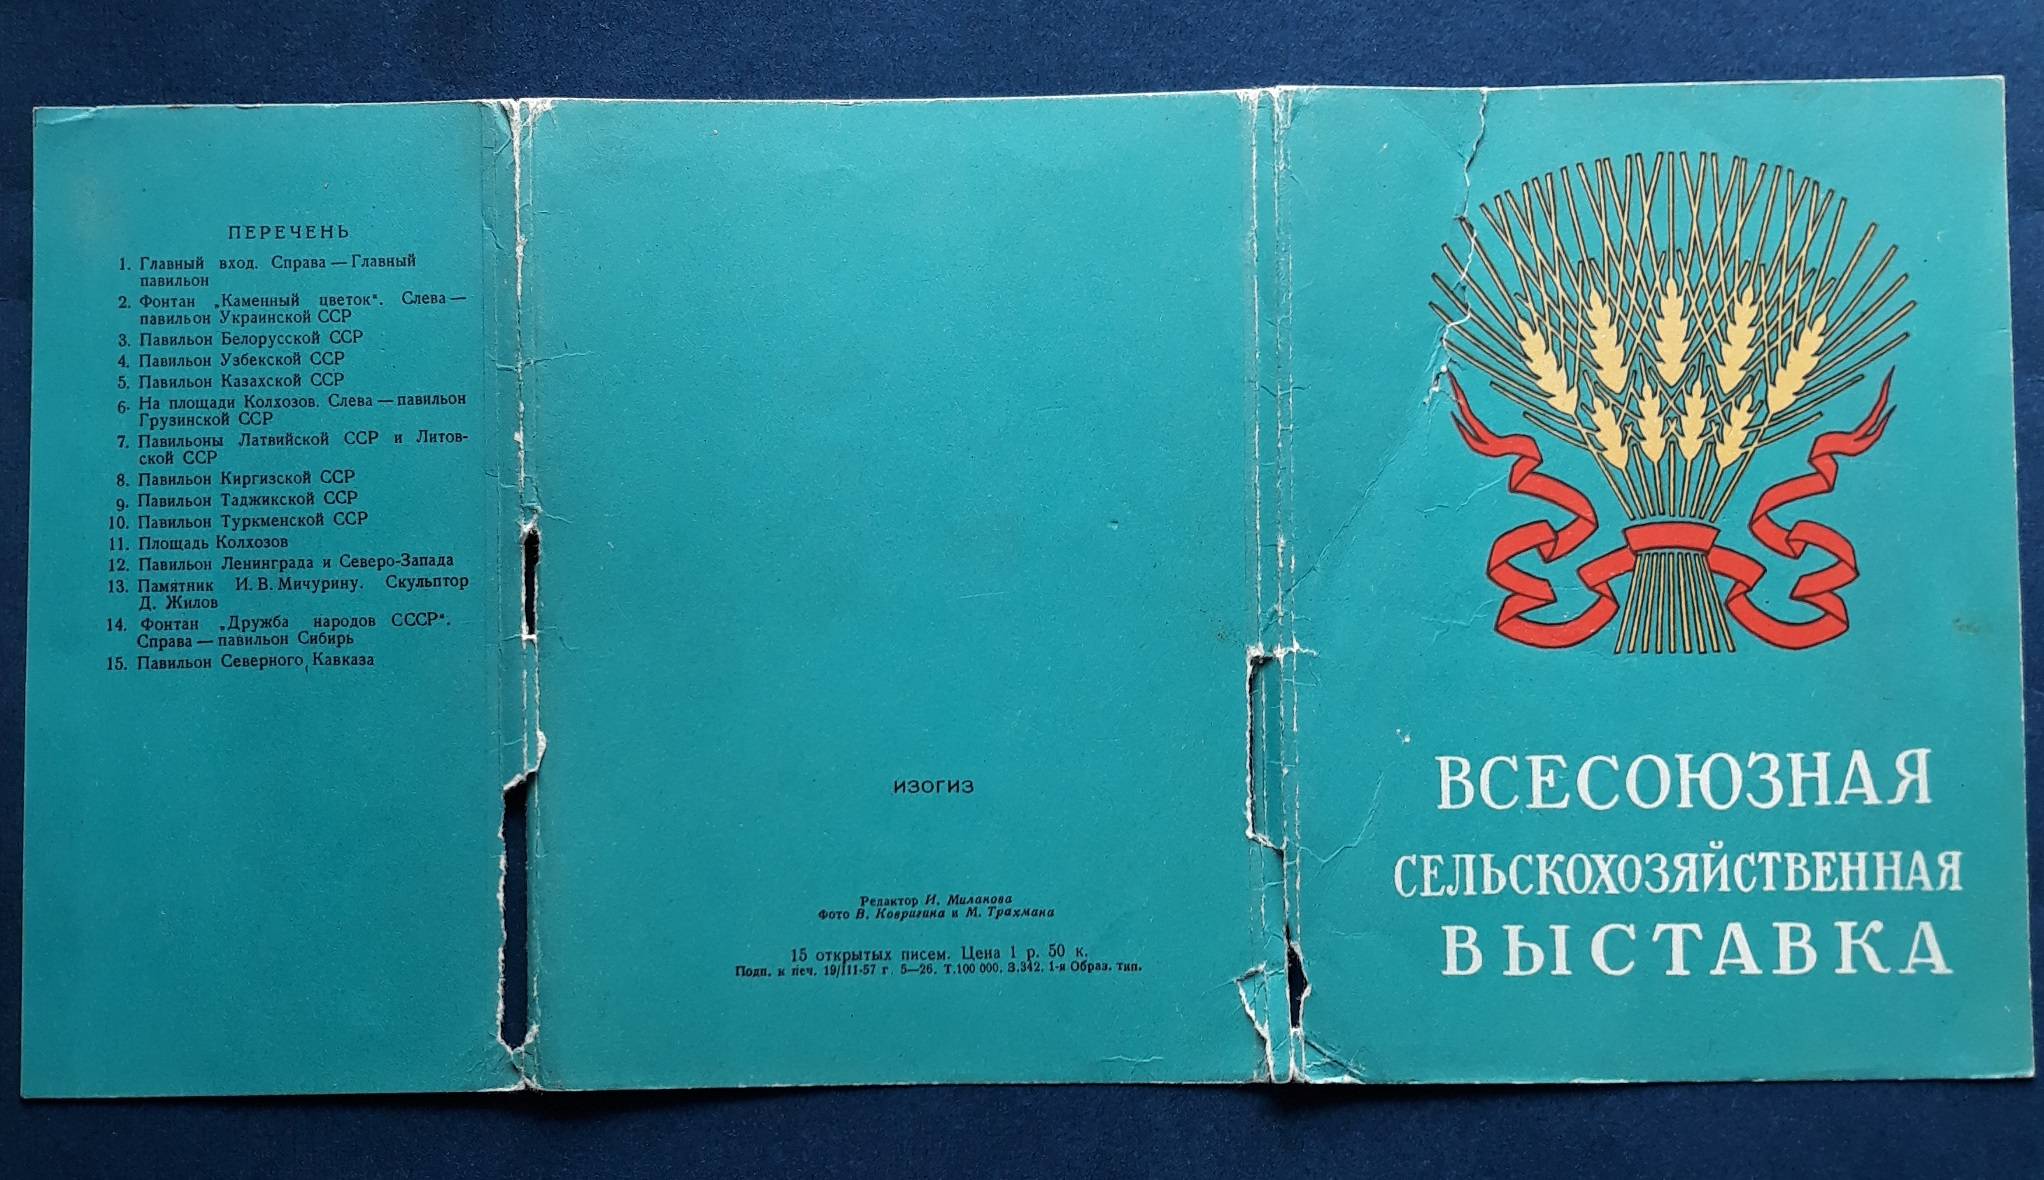 ПЕРЕЧЕНЬ
1. Главный вход. Справа — Главный
павильон
2. Фонтан „Каменный цветок“. Слева —
павильон Украинской ССР
3. Павильон Белорусской ССР
4. Павильон Узбекской ССР
5. Павильон Казахской ССР
6. На площади Колхозов. Слева — павильон
Грузинской ССР
7. Павильоны Латвийской ССР и Литов-
ской ССР
8. Павильон Киргизской ССР
9. Павильон Таджикской ССР
10. Павильон Туркменской ССР
11. Площадь Колхозов
12. Павильон Ленинграда и Северо-Запада
13. Памятник И. В. Мичурину. Скульптор
Д. Жилов
14. Фонтан „Дружба народов СССР“.
Справа — павильон Сибирь
15. Павильон Северного Кавказа
ИЗОГИЗ
Редактор И. Миланова
Фото В. Ковригина и М. Трахмана
15 открытых писем. Цена 1 р. 50 к.
Подп. к печ. 19/III-57 г. 5—26. Т.100 000. З.342. 1-я Образ. тип.
ВСЕСОЮЗНАЯ
СЕЛЬСКОХОЗЯЙСТВЕННАЯ
ВЫСТАВКА